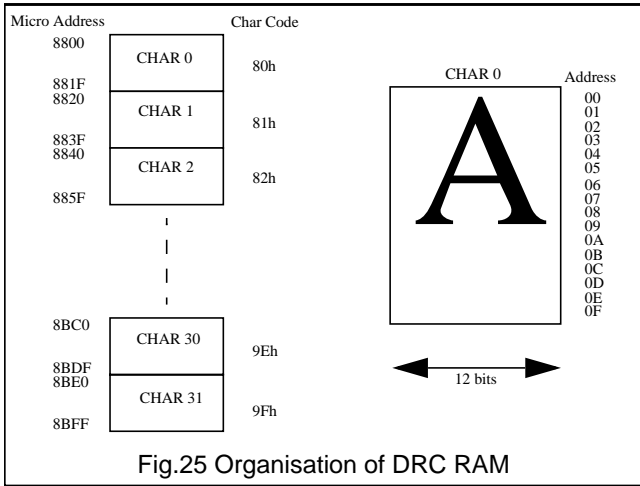 Micro Address
Char Code
8800
CHAR 0
80h
881F
8820
CHAR 1
81h
883F
8840
CHAR 2
82h
885F
8BC0
CHAR 30
9Eh
8BDF
8BE0
CHAR 31
9Fh
8BFF
CHAR 0
Address
A
00
01
02
03
04
05
06
07
08
09
0A
0B
0C
0D
0E
0F
12 bits
Fig.25 Organisation of DRC RAM